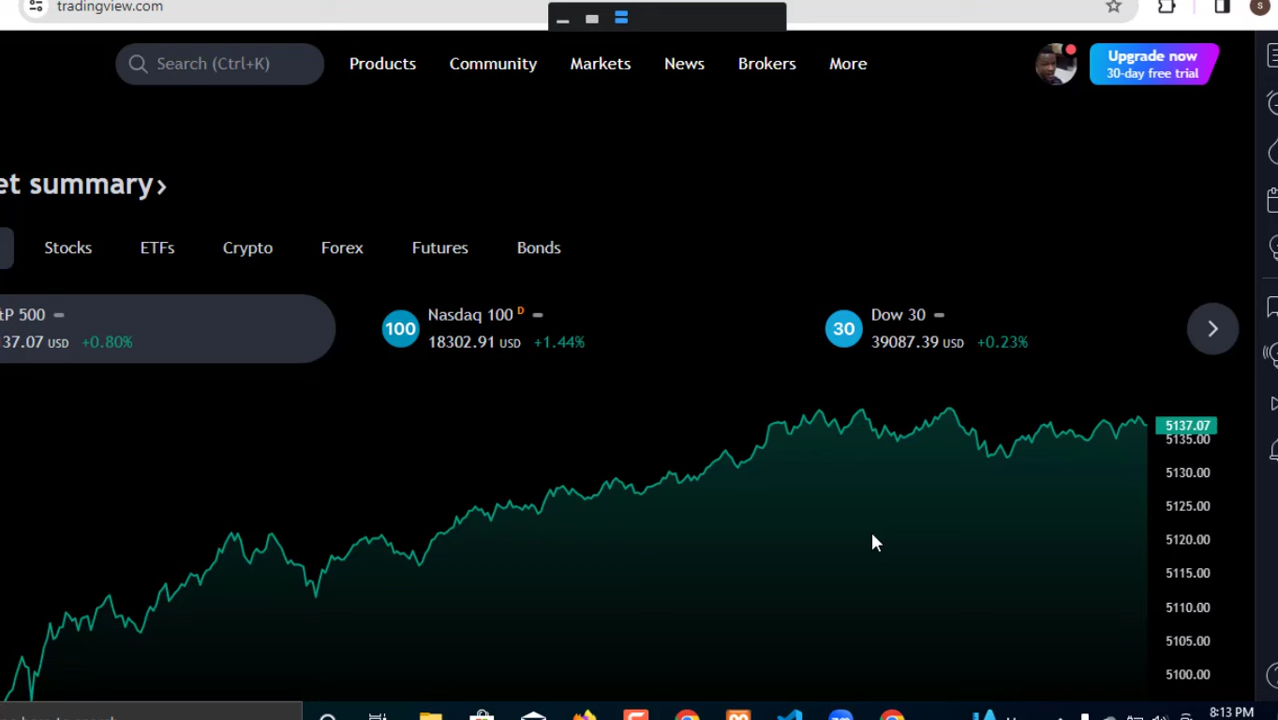 tradingview.com
S
Search (Ctrl+K)
Products
Community
Markets
News
Brokers
More
Upgrade now
30-day free trial
et summary
Stocks
ETFs
Crypto
Forex
Futures
Bonds
P 500
37.07 USD +0.80%
100
Nasdaq 100 D
18302.91 USD +1.44%
30
Dow 30
39087.39 USD +0.23%
5137.07
5135.00
5130.00
5125.00
5120.00
5115.00
5110.00
5105.00
5100.00
8:13 PM